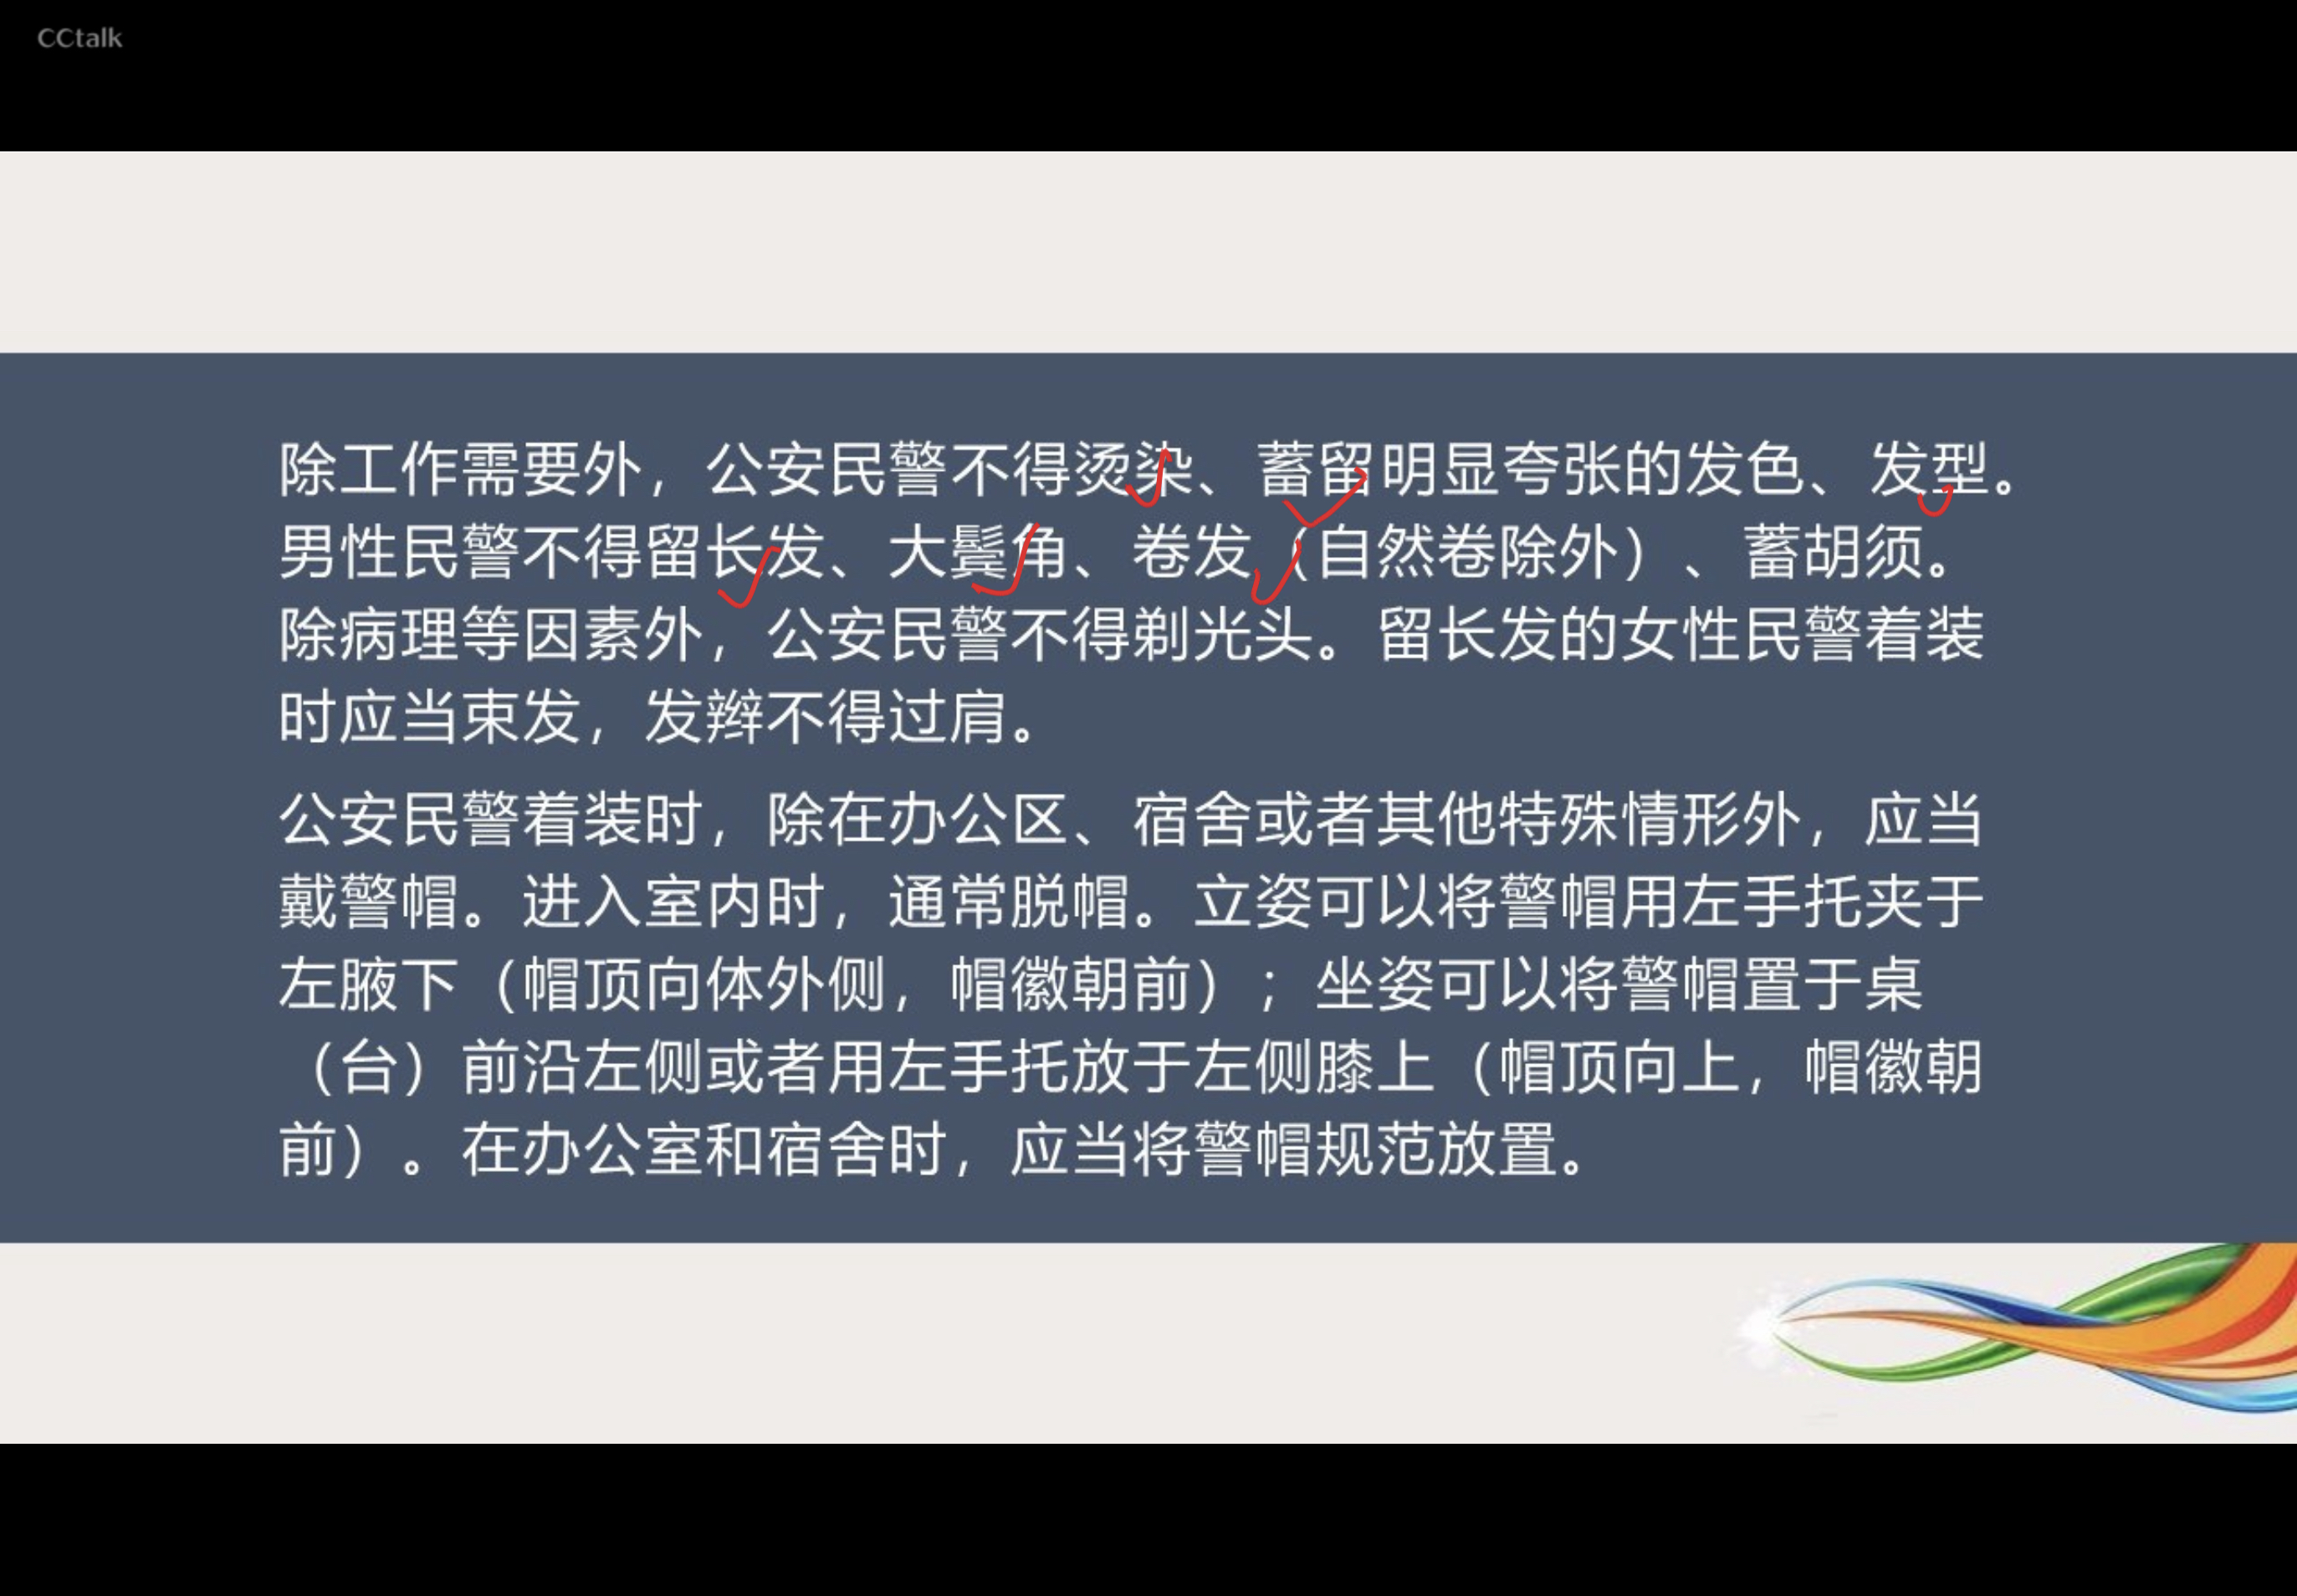 CCtalk
除工作需要外，公安民警不得烫染、蓄留明显夸张的发色、发型。
男性民警不得留长发、大鬓角、卷发（自然卷除外）、蓄胡须。
除病理等因素外，公安民警不得剃光头。留长发的女性民警着装
时应当束发，发辫不得过肩。
公安民警着装时，除在办公区、宿舍或者其他特殊情形外，应当
戴警帽。进入室内时，通常脱帽。立姿可以将警帽用左手托夹于
左腋下（帽顶向体外侧，帽徽朝前）；坐姿可以将警帽置于桌
（台）前沿左侧或者用左手托放于左侧膝上（帽顶向上，帽徽朝
前）。在办公室和宿舍时，应当将警帽规范放置。